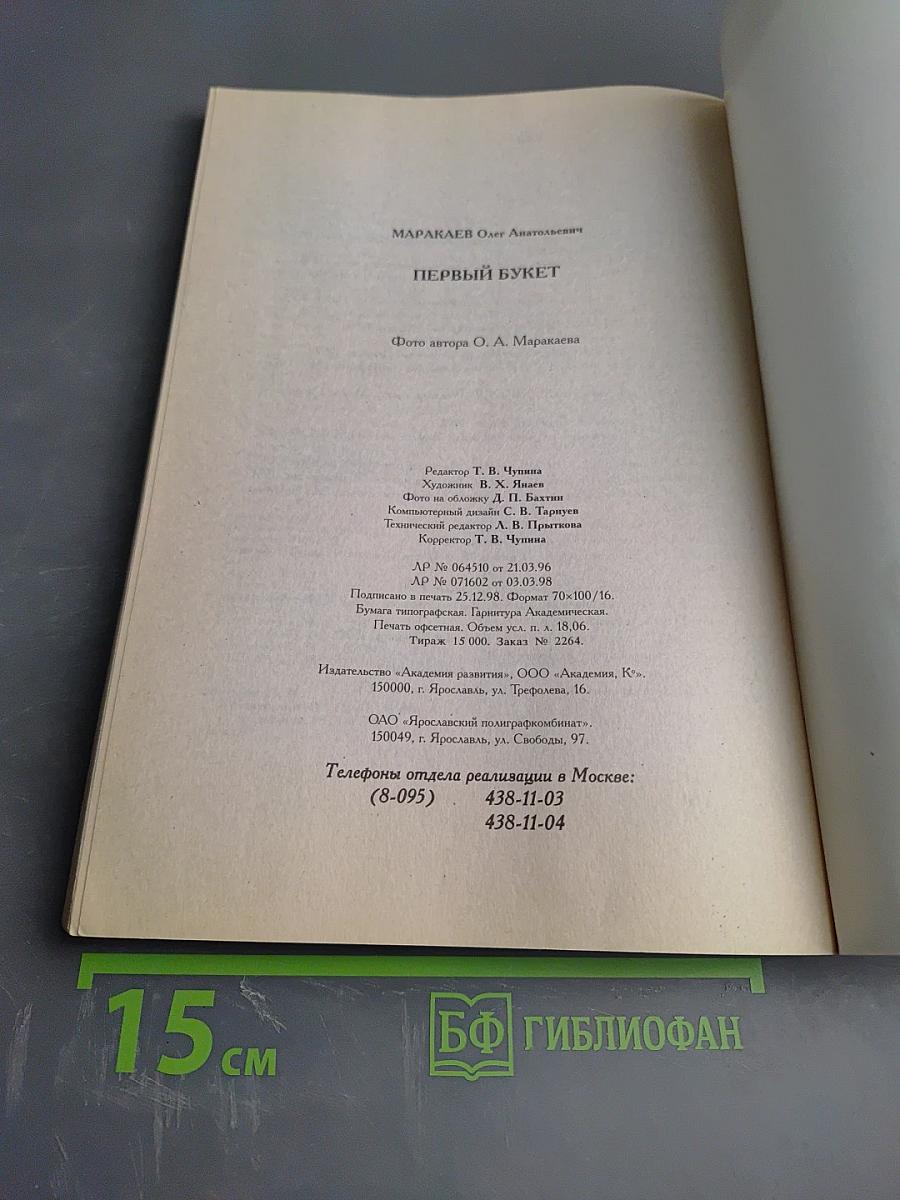 МАРАКАЕВ Олег Анатольевич
ПЕРВЫЙ БУКЕТ
Фото автора О. А. Маракаева
Редактор Т. В. Чупина
Художник В. Х. Янаев
Фото на обложку Д. П. Бахтин
Компьютерный дизайн С. В. Тарнуев
Технический редактор Л. В. Прыткова
Корректор Т. В. Чупина
ЛР № 064510 от 21.03.96
ЛР № 071602 от 03.03.98
Подписано в печать 25.12.98. Формат 70×100/16.
Бумага типографская. Гарнитура Академическая.
Печать офсетная. Объем усл. п. л. 18,06.
Тираж 15 000. Заказ № 2264.
Издательство «Академия развития», ООО «Академия, Кº».
150000, г. Ярославль, ул. Трефолева, 16.
ОАО «Ярославский полиграфкомбинат».
150049, г. Ярославль, ул. Свободы, 97.
Телефоны отдела реализации в Москве:
(8-095) 438-11-03
438-11-04
15 см
БФ ГИБЛИОФАН